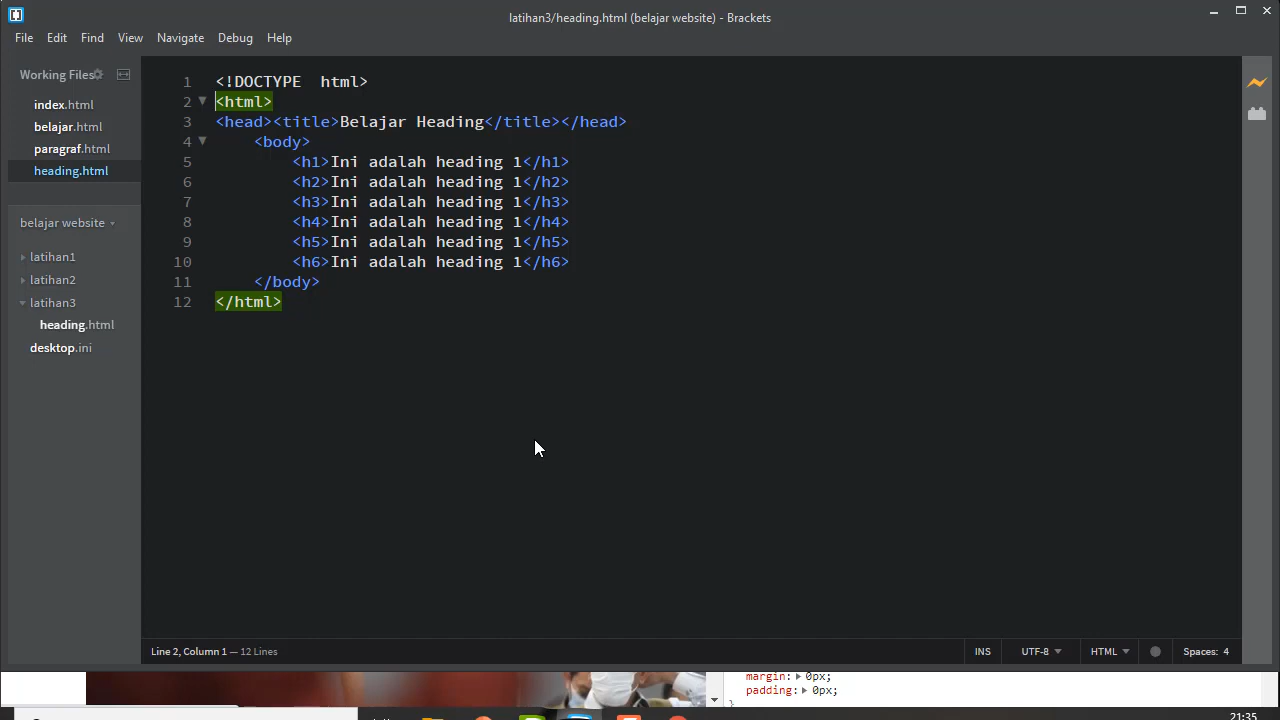 latihan3/heading.html (belajar website) - Brackets
File Edit Find View Navigate Debug Help
Working Files
index.html
belajar.html
paragraf.html
heading.html
belajar website
latihan1
latihan2
latihan3
heading.html
desktop.ini
1 <!DOCTYPE  html>
2 <html>
3 <head><title>Belajar Heading</title></head>
4 <body>
5 <h1>Ini adalah heading 1</h1>
6 <h2>Ini adalah heading 1</h2>
7 <h3>Ini adalah heading 1</h3>
8 <h4>Ini adalah heading 1</h4>
9 <h5>Ini adalah heading 1</h5>
10 <h6>Ini adalah heading 1</h6>
11 </body>
12 </html>
Line 2, Column 1 — 12 Lines
INS UTF-8 HTML Spaces: 4
margin: 0px;
padding: 0px;
}
21:35